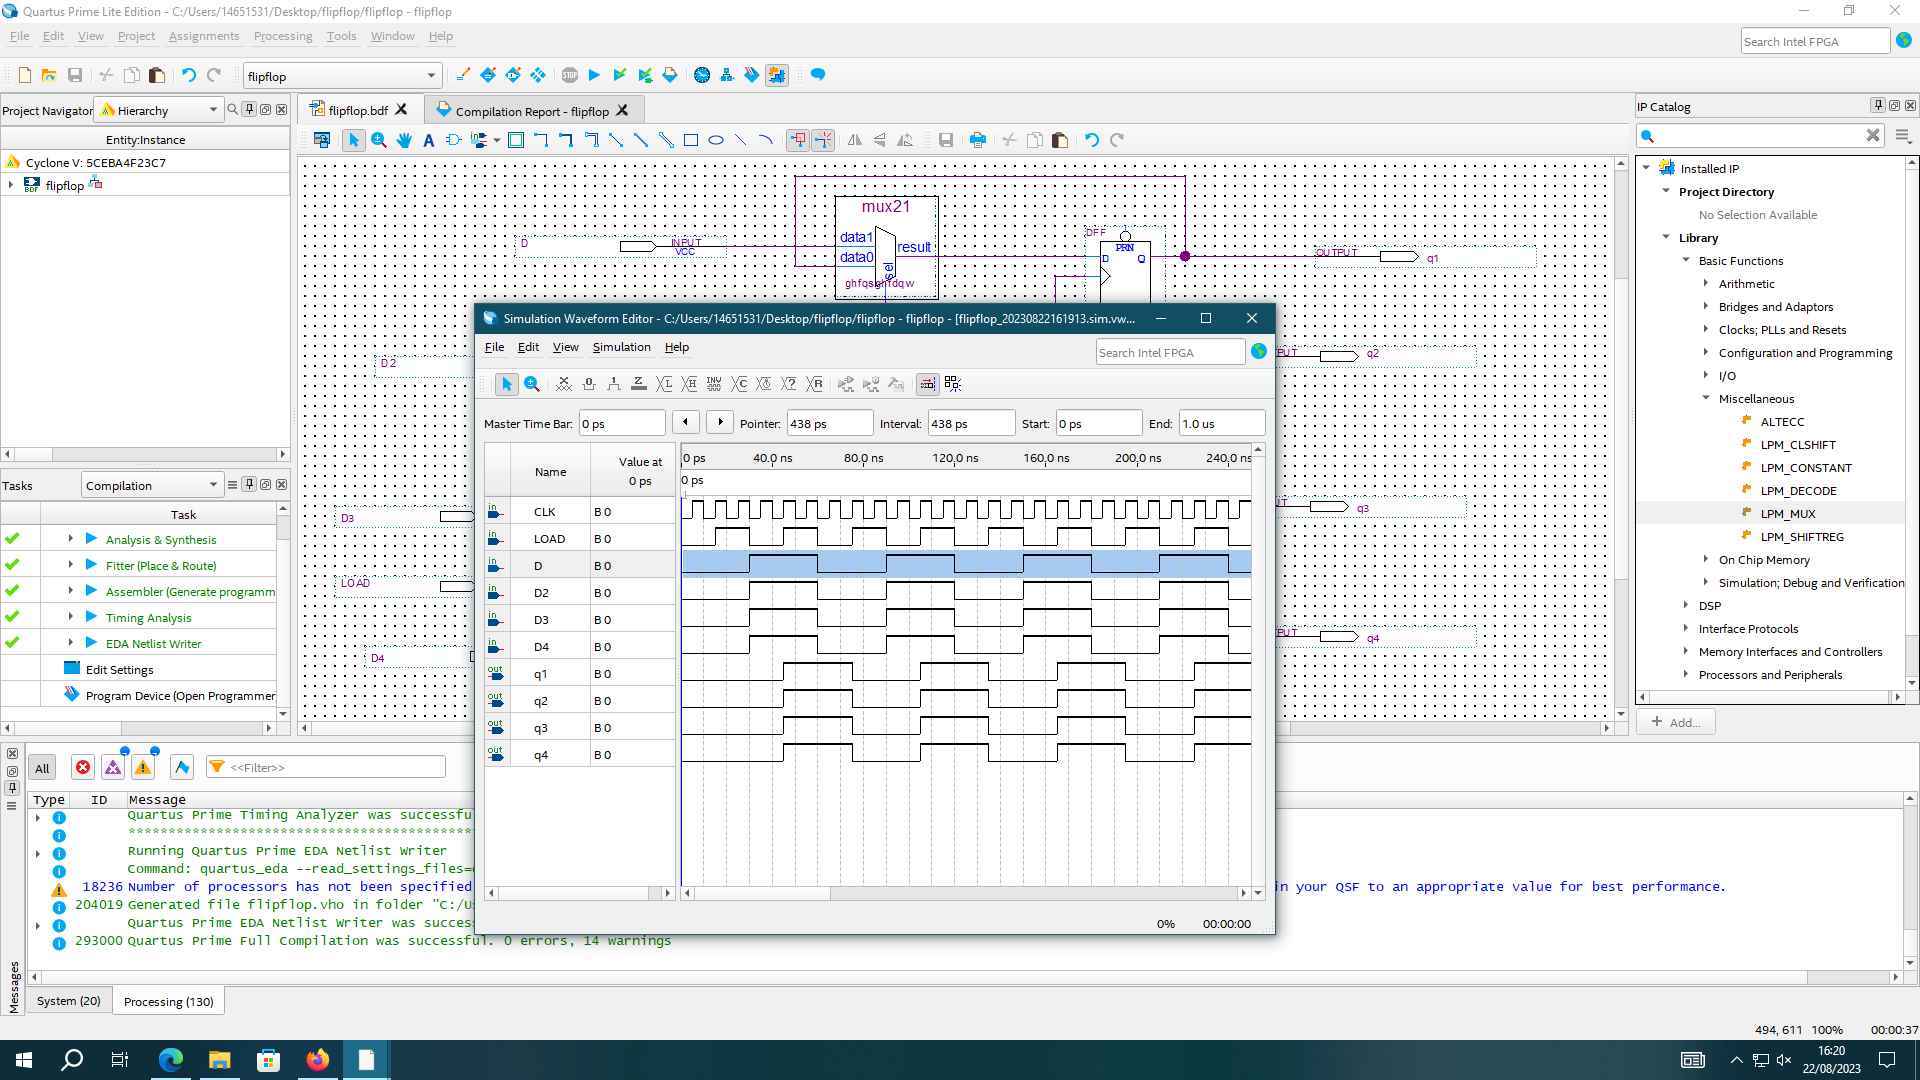 Quartus Prime Lite Edition - C:/Users/14651531/Desktop/flipflop/flipflop - flipflop
File Edit View Project Assignments Processing Tools Window Help
Search Intel FPGA
flipflop
Project Navigator Hierarchy
flipflop.bdf
Compilation Report - flipflop
IP Catalog
Entity:Instance
Cyclone V: 5CEBA4F23C7
flipflop
Installed IP
Project Directory
No Selection Available
Library
Basic Functions
Arithmetic
Bridges and Adaptors
Clocks; PLLs and Resets
Configuration and Programming
I/O
Miscellaneous
ALTECC
LPM_CLSHIFT
LPM_CONSTANT
LPM_DECODE
LPM_MUX
LPM_SHIFTREG
On Chip Memory
Simulation; Debug and Verification
DSP
Interface Protocols
Memory Interfaces and Controllers
Processors and Peripherals
Add...
D
INPUT
VCC
mux21
data1
data0
result
sel
DFF
PRN
D
Q
OUTPUT
q1
D2
D3
LOAD
D4
PUT
q2
q3
PUT
q4
Tasks Compilation
Task
Analysis & Synthesis
Fitter (Place & Route)
Assembler (Generate programm
Timing Analysis
EDA Netlist Writer
Edit Settings
Program Device (Open Programmer
Simulation Waveform Editor - C:/Users/14651531/Desktop/flipflop/flipflop - flipflop - [flipflop_20230822161913.sim.vw...
File Edit View Simulation Help
Search Intel FPGA
Master Time Bar: 0 ps
Pointer: 438 ps
Interval: 438 ps
Start: 0 ps
End: 1.0 us
Name
Value at
0 ps
0 ps 40.0 ns 80.0 ns 120.0 ns 160.0 ns 200.0 ns 240.0 ns
0 ps
in CLK B 0
in LOAD B 0
in D B 0
in D2 B 0
in D3 B 0
in D4 B 0
out q1 B 0
out q2 B 0
out q3 B 0
out q4 B 0
0% 00:00:00
All
<<Filter>>
Type ID Message
Quartus Prime Timing Analyzer was successfu
Running Quartus Prime EDA Netlist Writer
Command: quartus_eda --read_settings_files=
18236 Number of processors has not been specified in your QSF to an appropriate value for best performance.
204019 Generated file flipflop.vho in folder "C:/Us
Quartus Prime EDA Netlist Writer was succes
293000 Quartus Prime Full Compilation was successful. 0 errors, 14 warnings
Messages
System (20)
Processing (130)
494, 611 100% 00:00:37
16:20
22/08/2023